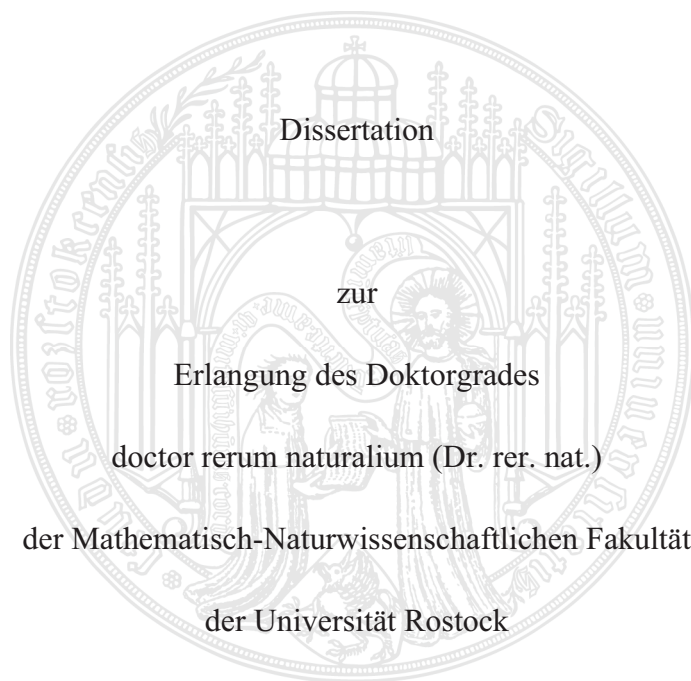 Dissertation
zur
Erlangung des Doktorgrades
doctor rerum naturalium (Dr. rer. nat.)
der Mathematisch-Naturwissenschaftlichen Fakultät
der Universität Rostock